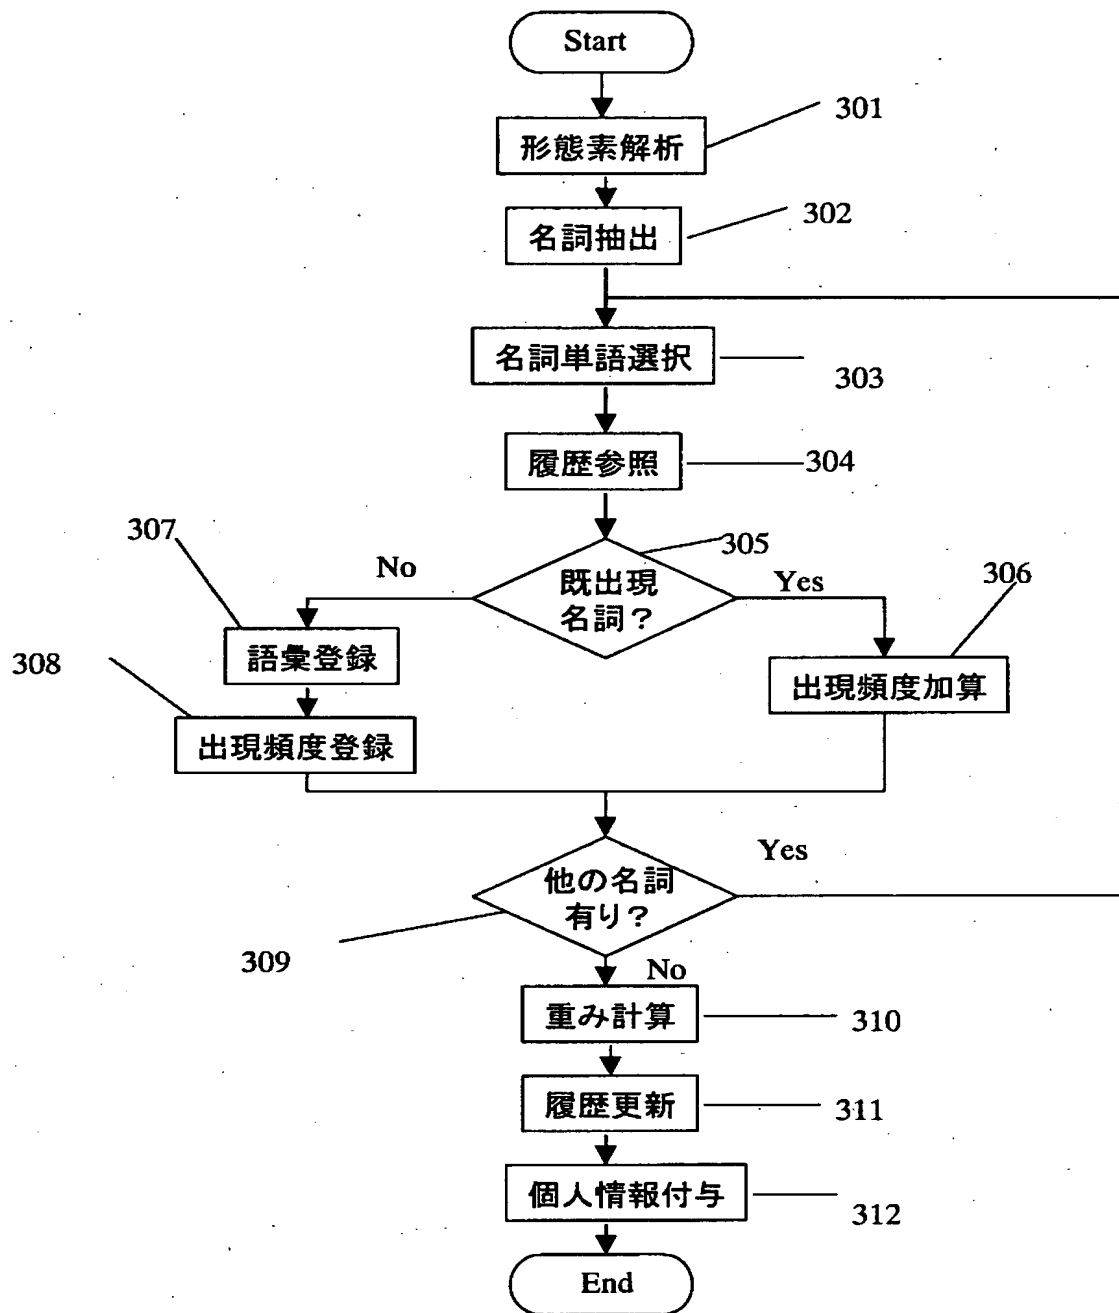 Start
301
形態素解析
302
名詞抽出
名詞単語選択
303
履歴参照
304
305
既出現
名詞?
No
Yes
307
306
語彙登録
308
出現頻度加算
出現頻度登録
他の名詞
有り?
Yes
309
No
重み計算
310
履歴更新
311
個人情報付与
312
End